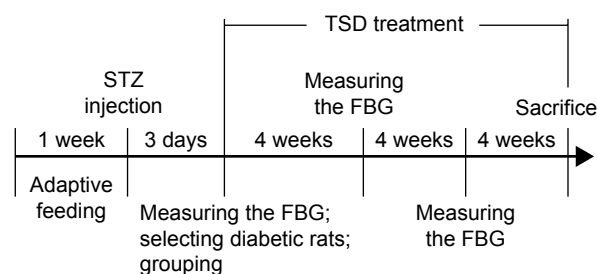 TSD treatment
STZ
injection
Measuring
the FBG
Sacrifice
1 week
3 days
4 weeks
4 weeks
4 weeks
Adaptive
feeding
Measuring the FBG;
selecting diabetic rats;
grouping
Measuring
the FBG